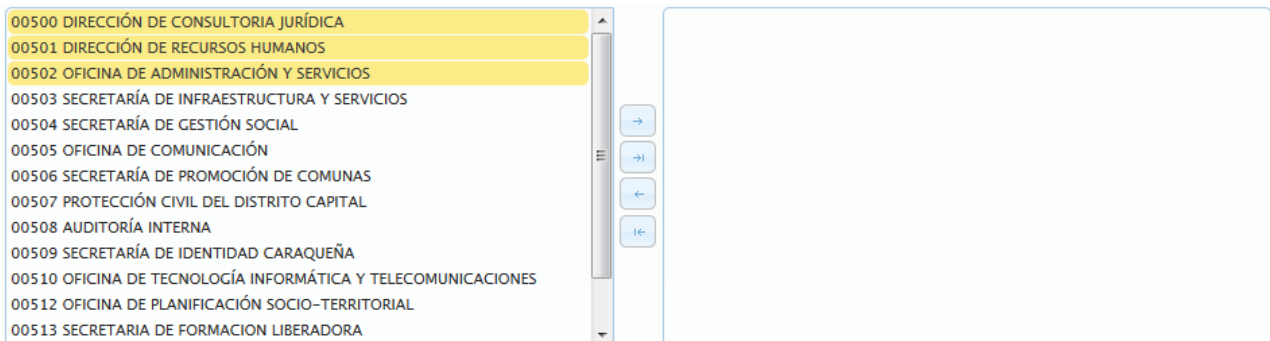 00500 DIRECCIÓN DE CONSULTORIA JURÍDICA
00501 DIRECCIÓN DE RECURSOS HUMANOS
00502 OFICINA DE ADMINISTRACIÓN Y SERVICIOS
00503 SECRETARÍA DE INFRAESTRUCTURA Y SERVICIOS
00504 SECRETARÍA DE GESTIÓN SOCIAL
00505 OFICINA DE COMUNICACIÓN
00506 SECRETARÍA DE PROMOCIÓN DE COMUNAS
00507 PROTECCIÓN CIVIL DEL DISTRITO CAPITAL
00508 AUDITORÍA INTERNA
00509 SECRETARÍA DE IDENTIDAD CARAQUEÑA
00510 OFICINA DE TECNOLOGÍA INFORMÁTICA Y TELECOMUNICACIONES
00512 OFICINA DE PLANIFICACIÓN SOCIO-TERRITORIAL
00513 SECRETARIA DE FORMACION LIBERADORA